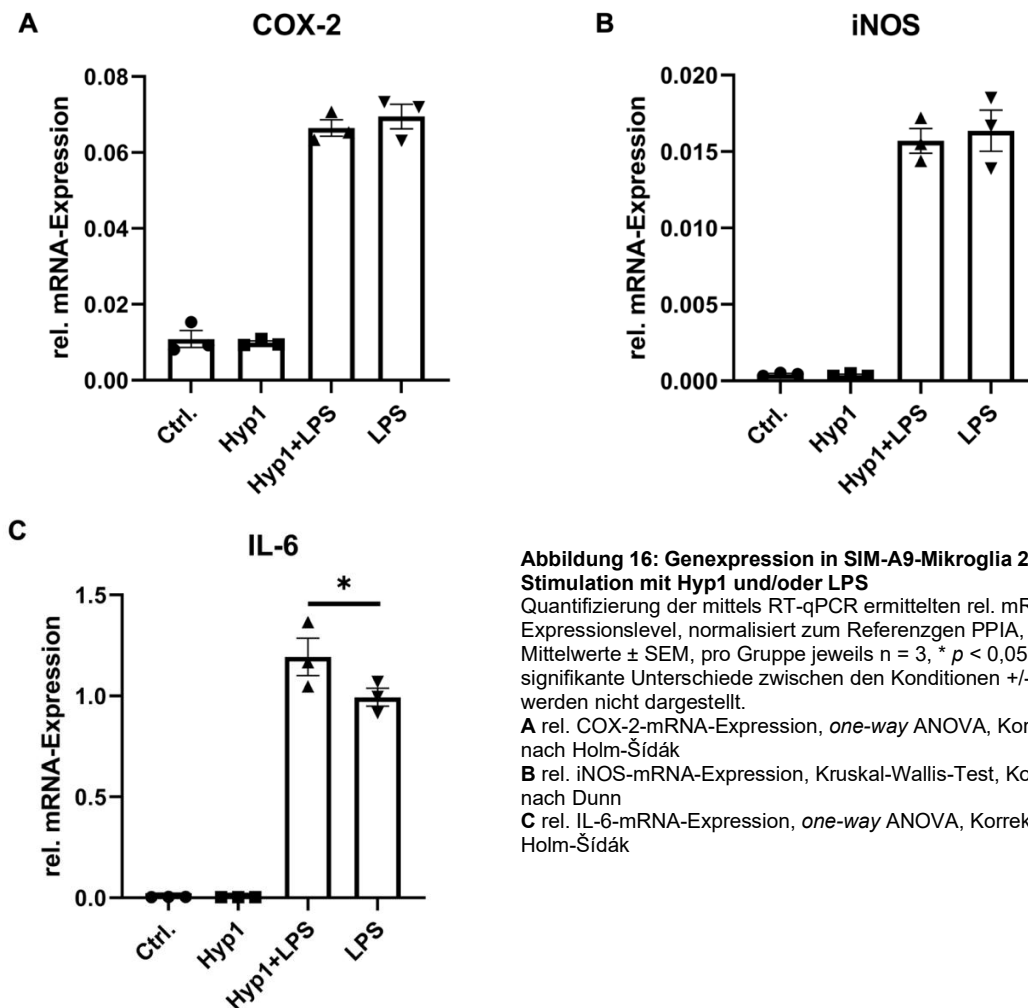 A
COX-2
rel. mRNA-Expression
0.08
0.06
0.04
0.02
0.00
Ctrl.
Hyp1
Hyp1+LPS
LPS
B
iNOS
rel. mRNA-Expression
0.020
0.015
0.010
0.005
0.000
Ctrl.
Hyp1
Hyp1+LPS
LPS
C
IL-6
rel. mRNA-Expression
1.5
1.0
0.5
0.0
*
Ctrl.
Hyp1
Hyp1+LPS
LPS
Abbildung 16: Genexpression in SIM-A9-Mikroglia 2
Stimulation mit Hyp1 und/oder LPS
Quantifizierung der mittels RT-qPCR ermittelten rel. mR
Expressionslevel, normalisiert zum Referenzgen PPIA,
Mittelwerte ± SEM, pro Gruppe jeweils n = 3, * p < 0,05
signifikante Unterschiede zwischen den Konditionen +/-
werden nicht dargestellt.
A rel. COX-2-mRNA-Expression, one-way ANOVA, Kor
nach Holm-Šídák
B rel. iNOS-mRNA-Expression, Kruskal-Wallis-Test, Ko
nach Dunn
C rel. IL-6-mRNA-Expression, one-way ANOVA, Korrek
Holm-Šídák